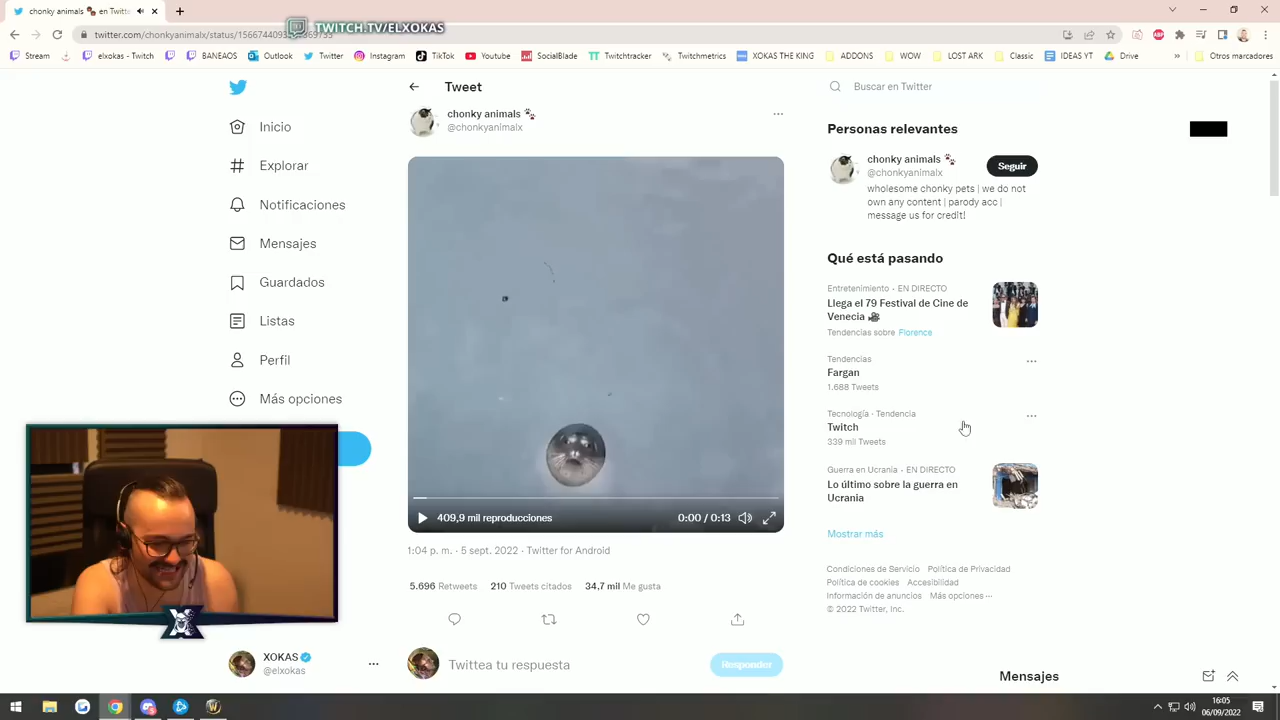 chonky animals 🐾 en Twitte
TWITCH.TV/ELXOKAS
twitter.com/chonkyanimalx/status/
Stream
elxokas - Twitch
BANEAOS
Outlook
Twitter
Instagram
TikTok
Youtube
SocialBlade
Twitchtracker
Twitchmetrics
XOKAS THE KING
ADDONS
WOW
LOST ARK
Classic
IDEAS YT
Drive
»
Otros marcadores
Inicio
Explorar
Notificaciones
Mensajes
Guardados
Listas
Perfil
Más opciones
XOKAS
@elxokas
Tweet
chonky animals 🐾
@chonkyanimalx
409,9 mil reproducciones
0:00 / 0:13
1:04 p. m. · 5 sept. 2022 · Twitter for Android
5.696 Retweets 210 Tweets citados 34,7 mil Me gusta
Twittea tu respuesta
Responder
Buscar en Twitter
Personas relevantes
chonky animals 🐾
@chonkyanimalx
Seguir
wholesome chonky pets | we do not
own any content | parody acc |
message us for credit!
Qué está pasando
Entretenimiento · EN DIRECTO
Llega el 79 Festival de Cine de
Venecia 🎥
Tendencias sobre Florence
Tendencias
Fargan
1.688 Tweets
Tecnología · Tendencia
Twitch
339 mil Tweets
Guerra en Ucrania · EN DIRECTO
Lo último sobre la guerra en
Ucrania
Mostrar más
Condiciones de Servicio Política de Privacidad
Política de cookies Accesibilidad
Información de anuncios Más opciones ···
© 2022 Twitter, Inc.
Mensajes
16:05
06/09/2022